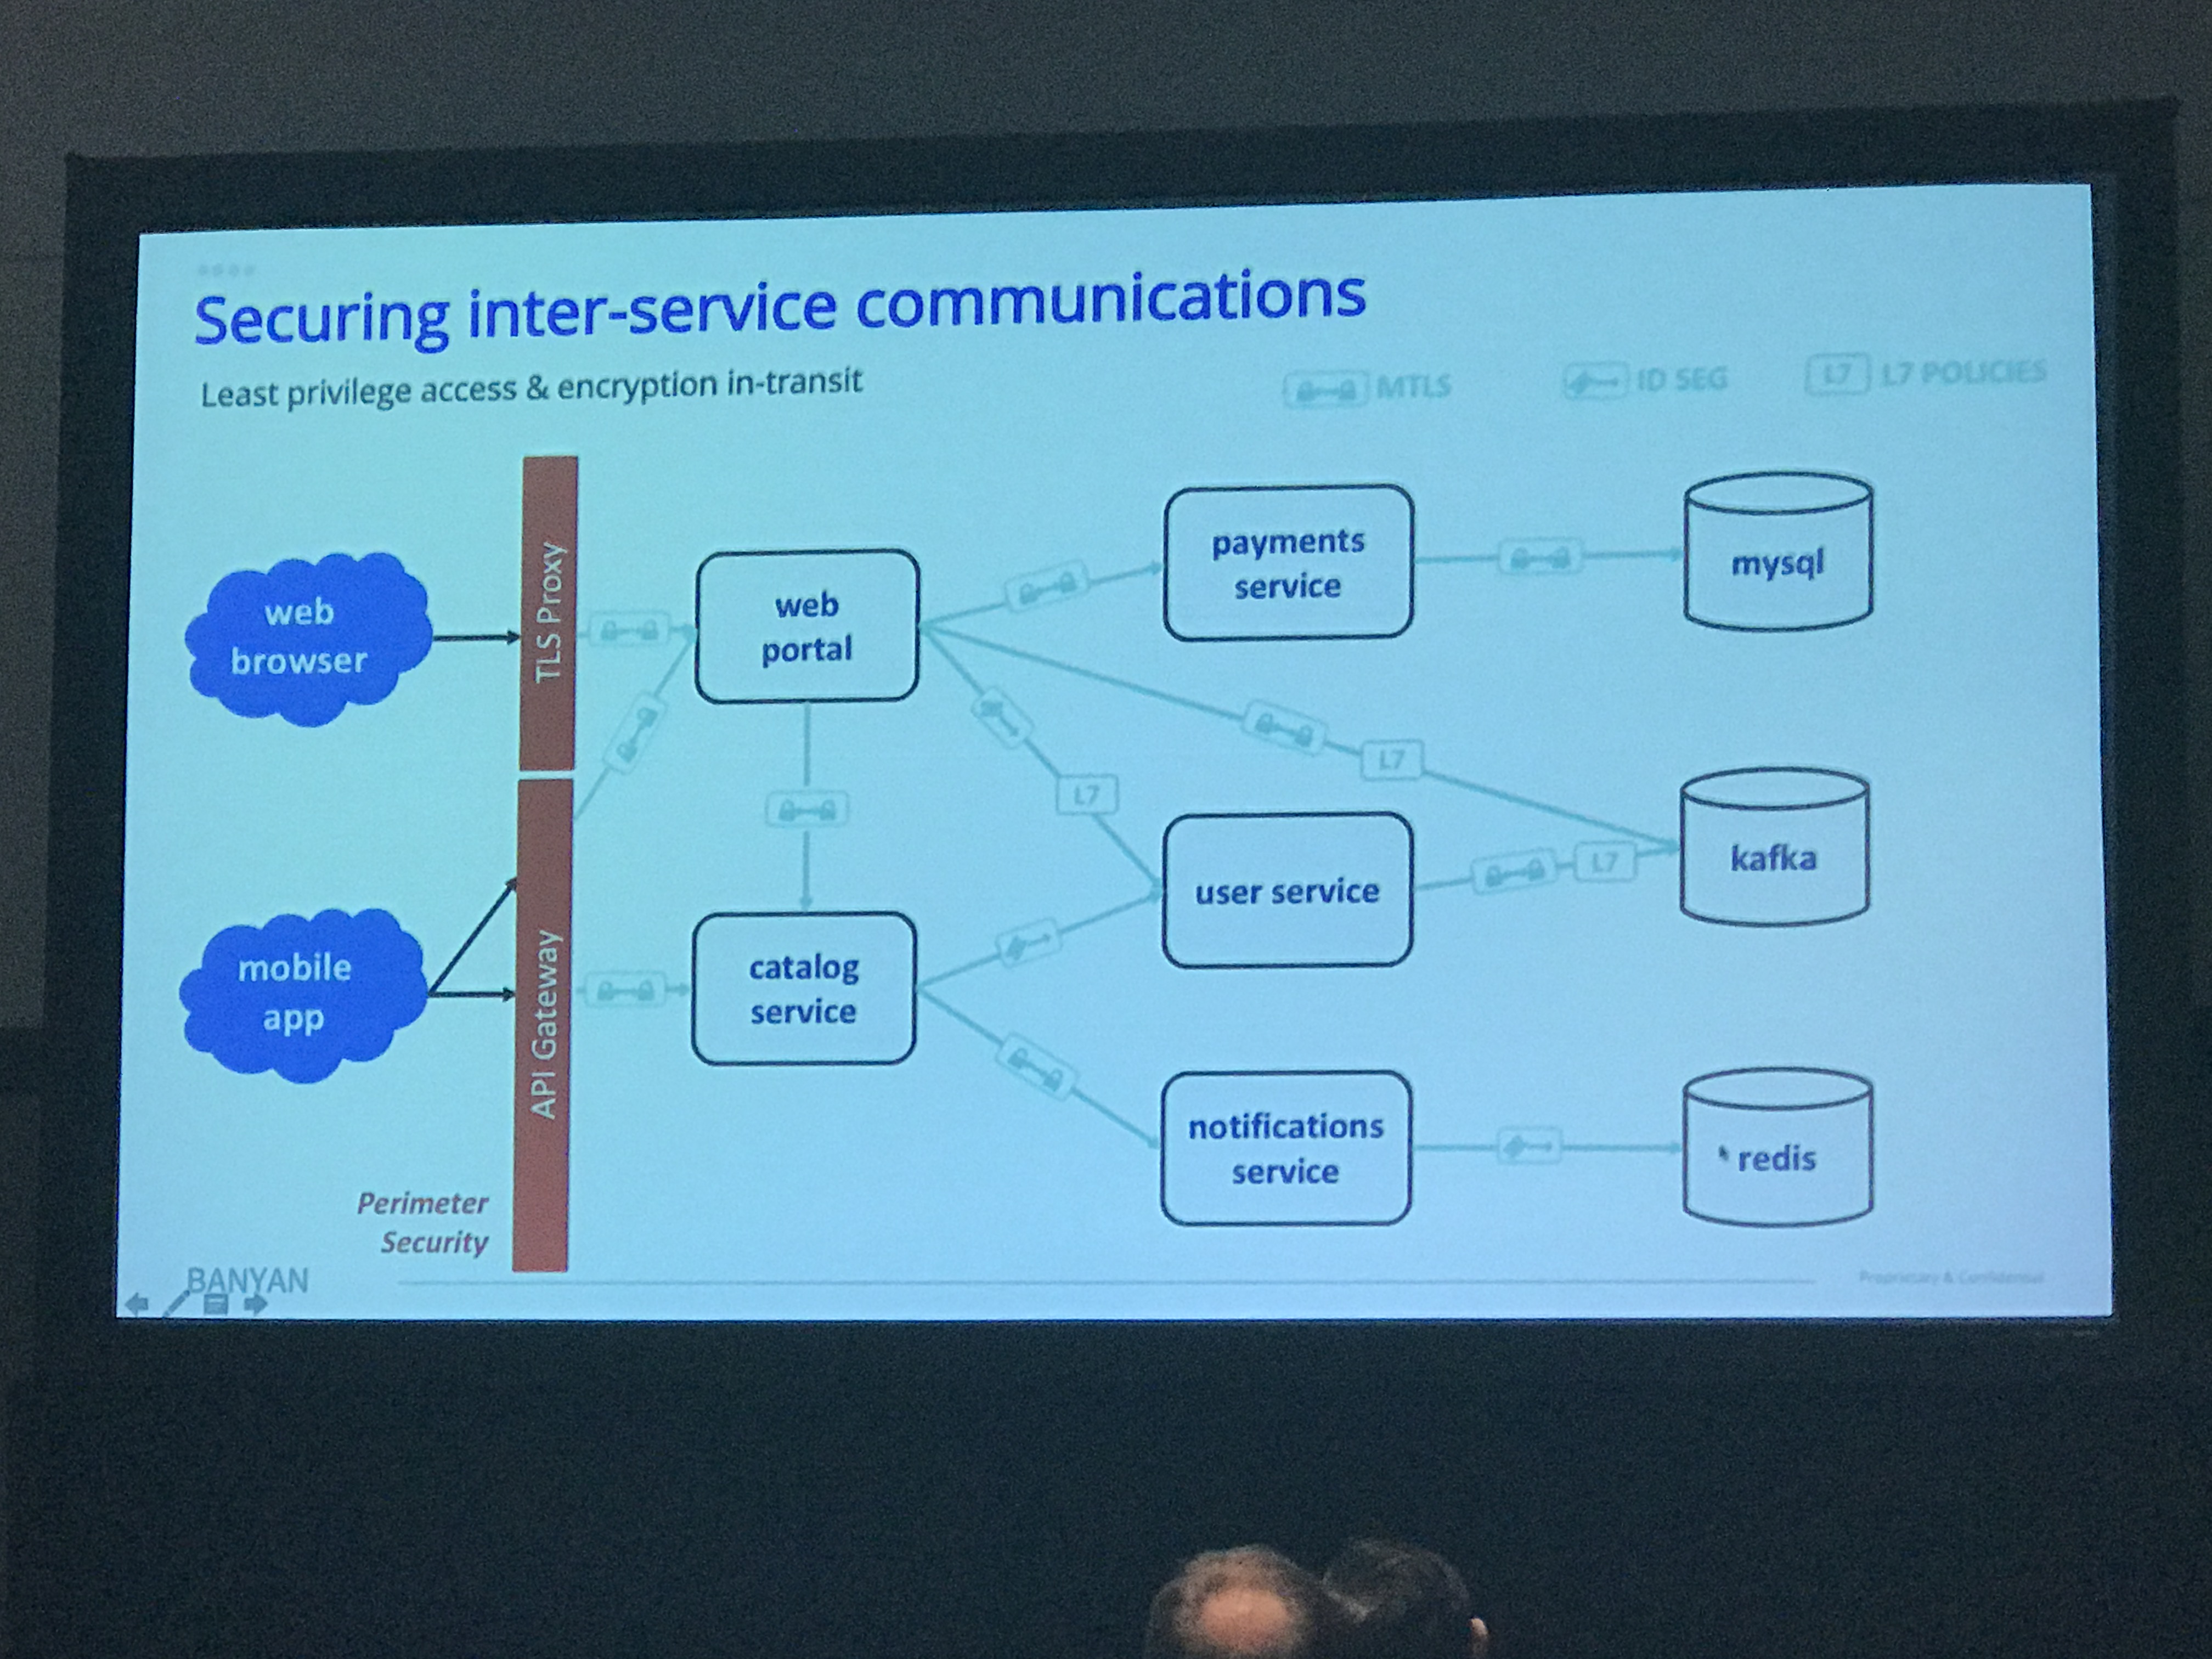 Securing inter-service communications
Least privilege access & encryption in-transit
MTLS
ID SEG
L7
L7 POLICIES
TLS Proxy
web
browser
web
portal
payments
service
mysql
L7
L7
L7
kafka
user service
mobile
app
API Gateway
catalog
service
notifications
service
redis
Perimeter
Security
BANYAN
Proprietary & Confidential